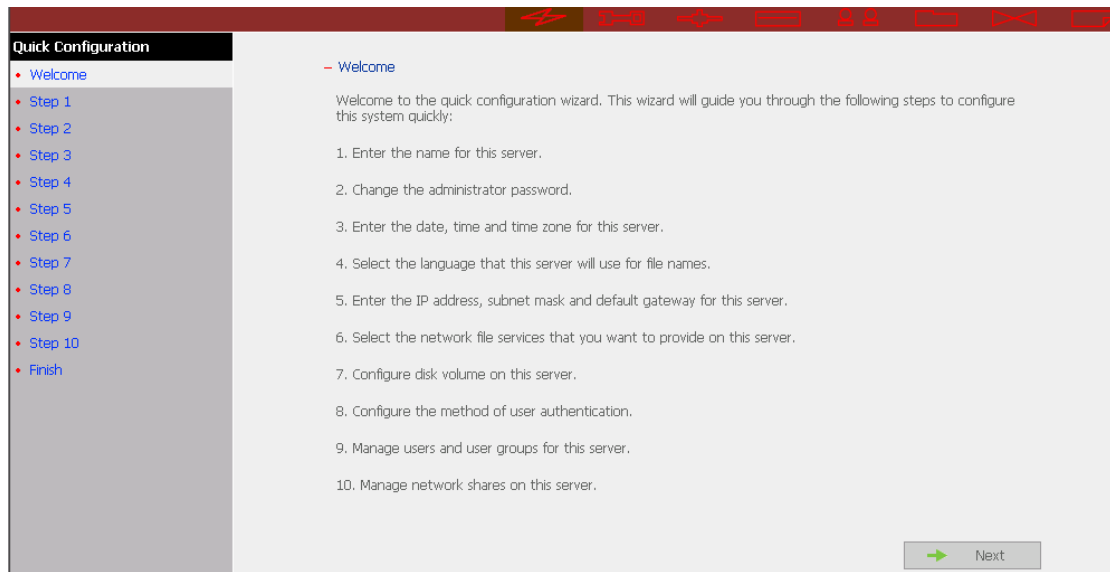 Quick Configuration
Welcome
Step 1
Step 2
Step 3
Step 4
Step 5
Step 6
Step 7
Step 8
Step 9
Step 10
Finish
– Welcome
Welcome to the quick configuration wizard. This wizard will guide you through the following steps to configure
this system quickly:
1. Enter the name for this server.
2. Change the administrator password.
3. Enter the date, time and time zone for this server.
4. Select the language that this server will use for file names.
5. Enter the IP address, subnet mask and default gateway for this server.
6. Select the network file services that you want to provide on this server.
7. Configure disk volume on this server.
8. Configure the method of user authentication.
9. Manage users and user groups for this server.
10. Manage network shares on this server.
Next